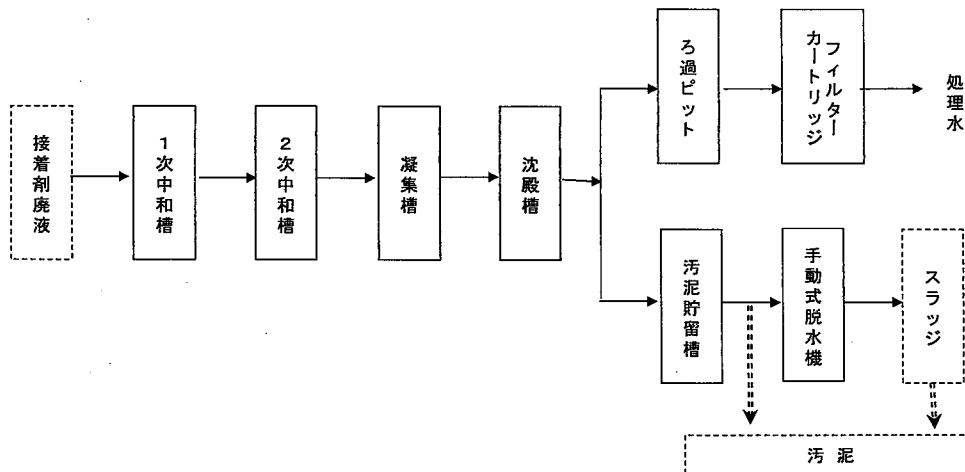 接着剤廃液
１次中和槽
２次中和槽
凝集槽
沈殿槽
ろ過ピット
フィルター
カートリッジ
処理水
汚泥貯留槽
手動式脱水機
スラッジ
汚泥